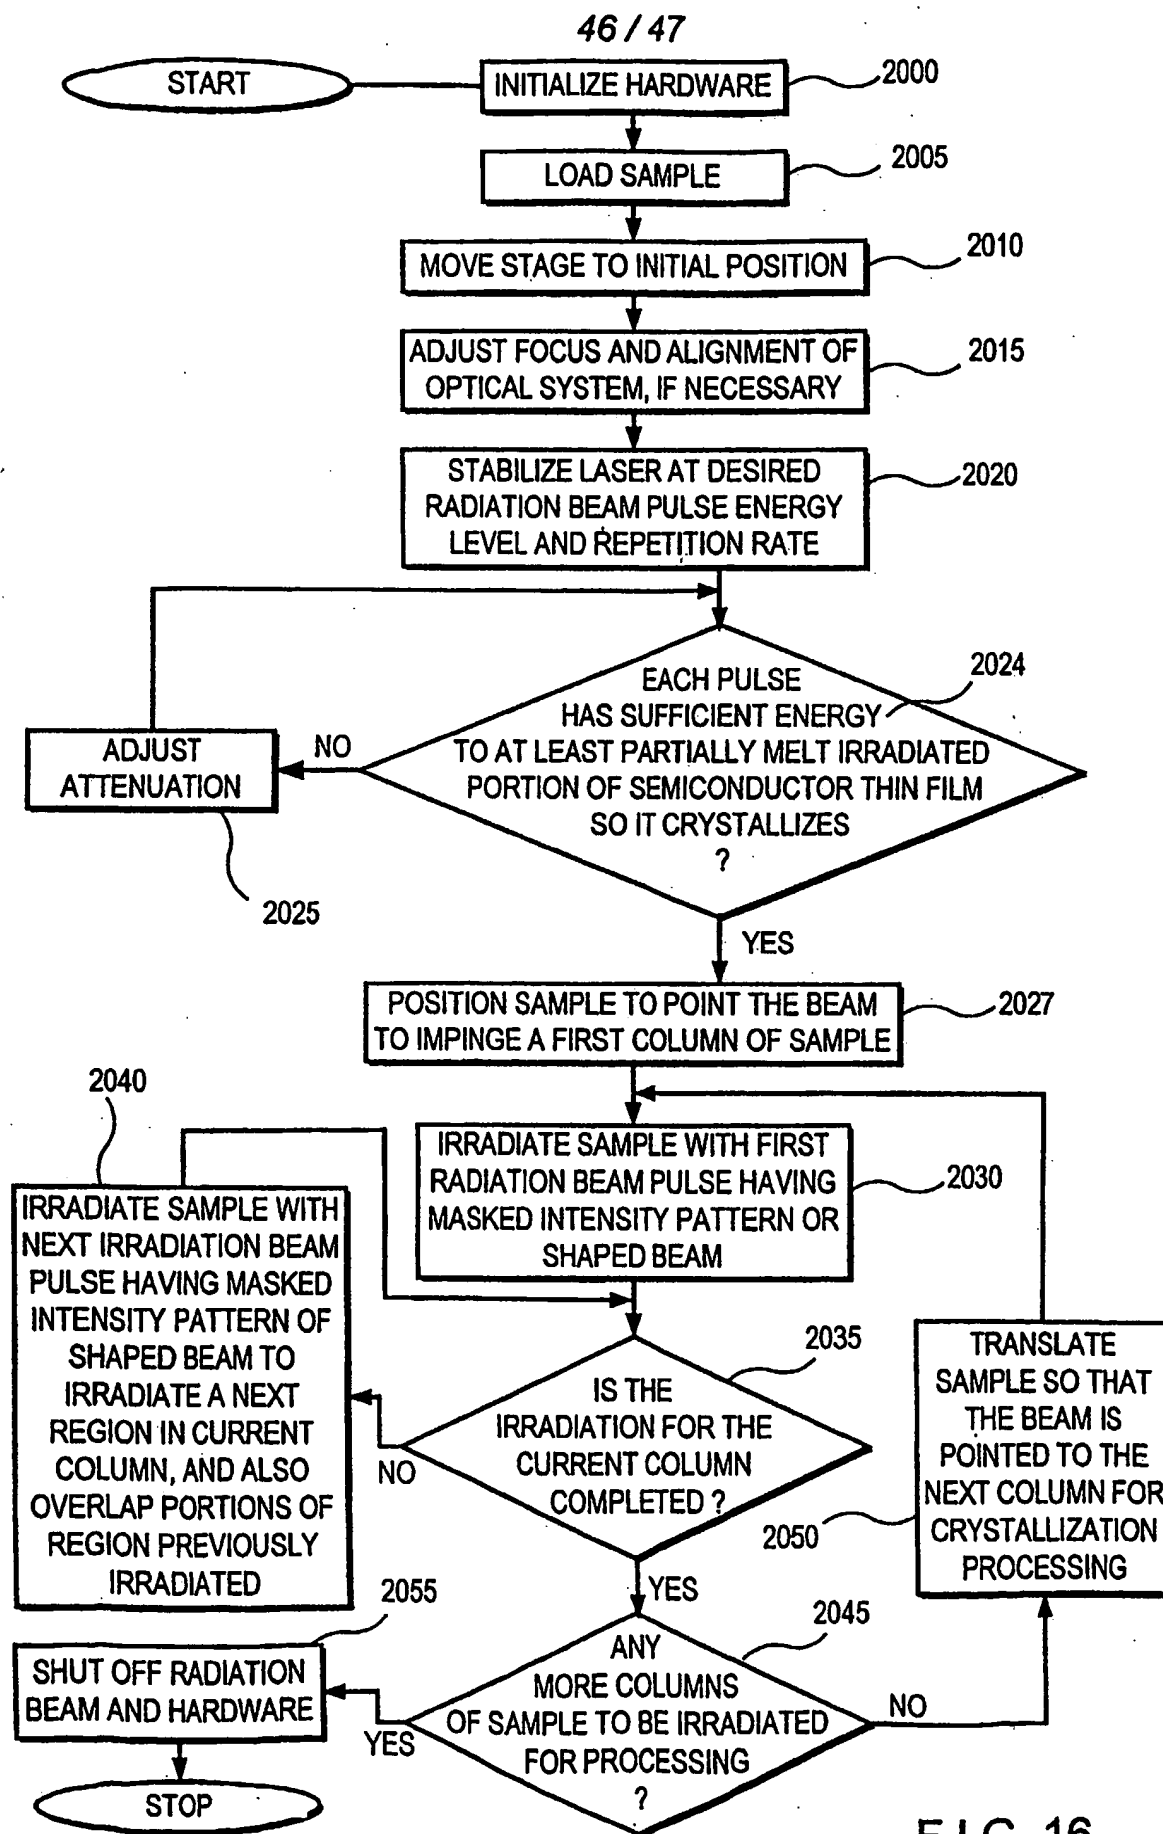 46 / 47
START
INITIALIZE HARDWARE
2000
LOAD SAMPLE
2005
MOVE STAGE TO INITIAL POSITION
2010
ADJUST FOCUS AND ALIGNMENT OF
OPTICAL SYSTEM, IF NECESSARY
2015
STABILIZE LASER AT DESIRED
RADIATION BEAM PULSE ENERGY
LEVEL AND REPETITION RATE
2020
EACH PULSE
HAS SUFFICIENT ENERGY
TO AT LEAST PARTIALLY MELT IRRADIATED
PORTION OF SEMICONDUCTOR THIN FILM
SO IT CRYSTALLIZES
?
2024
NO
ADJUST
ATTENUATION
2025
YES
POSITION SAMPLE TO POINT THE BEAM
TO IMPINGE A FIRST COLUMN OF SAMPLE
2027
IRRADIATE SAMPLE WITH FIRST
RADIATION BEAM PULSE HAVING
MASKED INTENSITY PATTERN OR
SHAPED BEAM
2030
2040
IRRADIATE SAMPLE WITH
NEXT IRRADIATION BEAM
PULSE HAVING MASKED
INTENSITY PATTERN OF
SHAPED BEAM TO
IRRADIATE A NEXT
REGION IN CURRENT
COLUMN, AND ALSO
OVERLAP PORTIONS OF
REGION PREVIOUSLY
IRRADIATED
IS THE
IRRADIATION FOR THE
CURRENT COLUMN
COMPLETED ?
2035
NO
YES
TRANSLATE
SAMPLE SO THAT
THE BEAM IS
POINTED TO THE
NEXT COLUMN FOR
CRYSTALLIZATION
PROCESSING
2050
ANY
MORE COLUMNS
OF SAMPLE TO BE IRRADIATED
FOR PROCESSING
?
2045
NO
YES
2055
SHUT OFF RADIATION
BEAM AND HARDWARE
STOP
FIG. 16